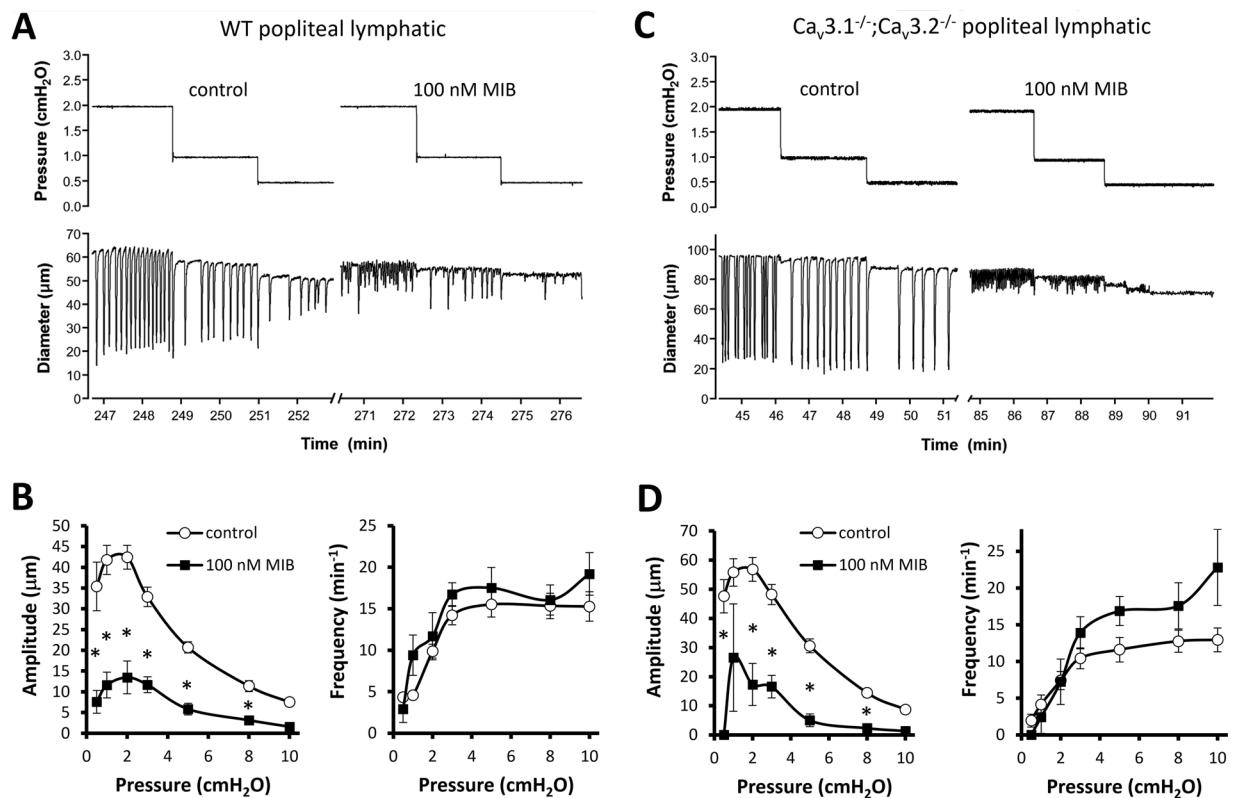 A
WT popliteal lymphatic
Pressure (cmH₂O)
3.0
2.5
2.0
1.5
1.0
0.5
0.0
control
100 nM MIB
Diameter (µm)
70
60
50
40
30
20
10
0
247 248 249 250 251 252 271 272 273 274 275 276
Time (min)
C
Caᵥ3.1⁻/⁻;Caᵥ3.2⁻/⁻ popliteal lymphatic
Pressure (cmH₂O)
3.0
2.5
2.0
1.5
1.0
0.5
0.0
control
100 nM MIB
Diameter (µm)
100
80
60
40
20
0
45 46 47 48 49 50 51 85 86 87 88 89 90 91
Time (min)
B
Amplitude (µm)
50
45
40
35
30
25
20
15
10
5
0
control
100 nM MIB
* * * * * *
0 2 4 6 8 10
Pressure (cmH₂O)
Frequency (min⁻¹)
25
20
15
10
5
0
0 2 4 6 8 10
Pressure (cmH₂O)
D
Amplitude (µm)
70
60
50
40
30
20
10
0
control
100 nM MIB
* * * * *
0 2 4 6 8 10
Pressure (cmH₂O)
Frequency (min⁻¹)
25
20
15
10
5
0
0 2 4 6 8 10
Pressure (cmH₂O)